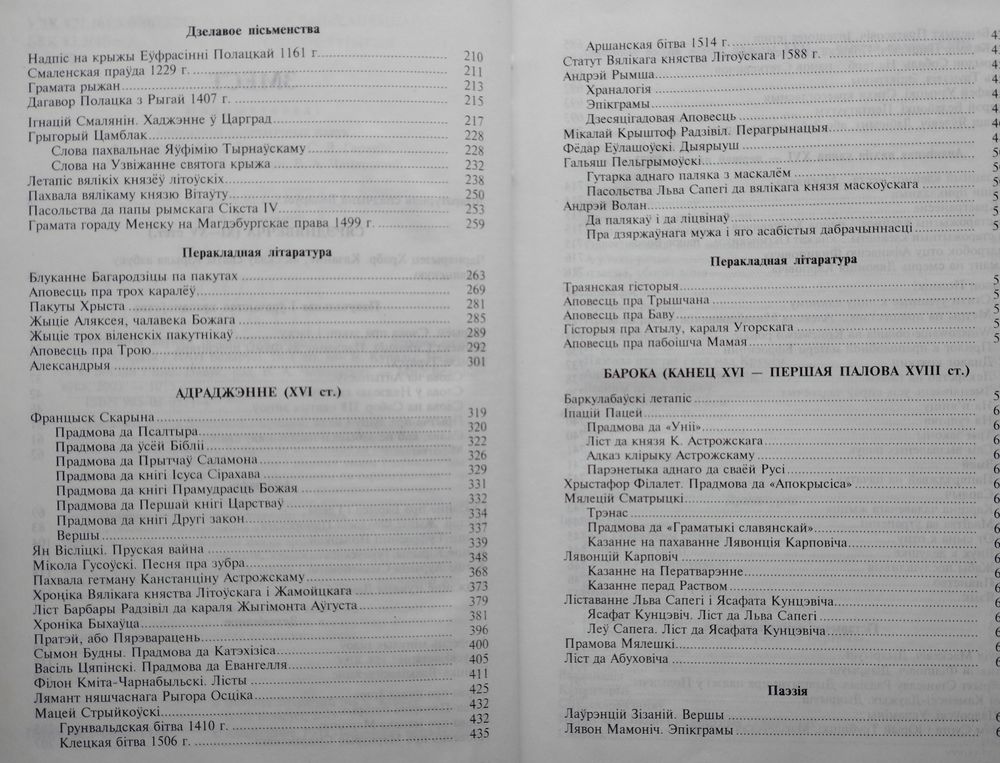 Дзелавое пісьменства
Надпіс на крыжы Еўфрасінні Полацкай 1161 г. 210
Смаленская праўда 1229 г. 211
Грамата рыжан 213
Дагавор Полацка з Рыгай 1407 г. 215
Ігнацій Смалянін. Хаджэнне ў Царград 217
Грыгорый Цамблак 228
Слова пахвальнае Яўфімію Тырнаўскаму 228
Слова на Узвіжанне святога крыжа 232
Летапіс вялікіх князёў літоўскіх 238
Пахвала вялікаму князю Вітаўту 250
Пасольства да папы рымскага Сікста IV 253
Грамата гораду Менску на Магдэбургскае права 1499 г. 259
Перакладная літаратура
Блуканне Багародзіцы па пакутах 263
Аповесць пра трох каралёў 269
Пакуты Хрыста 281
Жыціе Аляксея, чалавека Божага 285
Жыціе трох віленскіх пакутнікаў 289
Аповесць пра Трою 292
Александрыя 301
АДРАДЖЭННЕ (XVI ст.)
Францыск Скарына 319
Прадмова да Псалтыра 320
Прадмова да ўсёй Бібліі 322
Прадмова да Прытчаў Саламона 326
Прадмова да кнігі Ісуса Сірахава 329
Прадмова да кнігі Прамудрасць Божая 331
Прадмова да Першай кнігі Царстваў 332
Прадмова да кнігі Другі закон 334
Вершы 337
Ян Вісліцкі. Пруская вайна 339
Мікола Гусоўскі. Песня пра зубра 348
Пахвала гетману Канстанціну Астрожскаму 368
Хроніка Вялікага княства Літоўскага і Жамойцкага 373
Ліст Барбары Радзівіл да караля Жыгімонта Аўгуста 379
Хроніка Быхаўца 381
Пратэй, або Пярэварацень 396
Сымон Будны. Прадмова да Катэхізіса 400
Васіль Цяпінскі. Прадмова да Евангелля 405
Філон Кміта-Чарнабыльскі. Лісты 411
Лямант няшчаснага Рыгора Осціка 425
Мацей Стрыйкоўскі 432
Грунвальдская бітва 1410 г. 432
Клецкая бітва 1506 г. 435
Аршанская бітва 1514 г.
Статут Вялікага княства Літоўскага 1588 г.
Андрэй Рымша
Храналогія
Эпікграмы
Дзесяцігадовая Аповесць
Мікалай Крыштоф Радзівіл. Перагрынацыя
Фёдар Еўлашоўскі. Дыярыуш
Гальяш Пельгрымоўскі
Гутарка аднаго паляка з маскалём
Пасольства Льва Сапегі да вялікага князя маскоўскага
Андрэй Волан
Да палякаў і да ліцвінаў
Пра дзяржаўнага мужа і яго асабістыя дабрачыннасці
Перакладная літаратура
Траянская гісторыя
Аповесць пра Трышчана
Аповесць пра Баву
Гісторыя пра Атылу, караля Угорскага
Аповесць пра пабоішча Мамая
БАРОКА (КАНЕЦ XVI — ПЕРШАЯ ПАЛОВА XVIII ст.)
Баркулабаўскі летапіс
Іпацій Пацей
Прадмова да «Уніі»
Ліст да князя К. Астрожскага
Адказ клірыку Астрожскаму
Парэнетыка аднаго да сваёй Русі
Хрыстафор Філалет. Прадмова да «Апокрысіса»
Мялецій Сматрыцкі
Трэнас
Прадмова да «Граматыкі славянскай»
Казанне на пахаванне Лявонція Карповіча
Лявонцій Карповіч
Казанне на Ператварэнне
Казанне перад Раством
Ліставанне Льва Сапегі і Ясафата Кунцэвіча
Ясафат Кунцэвіч. Ліст да Льва Сапегі
Леў Сапега. Ліст да Ясафата Кунцэвіча
Прамова Мялешкі
Ліст да Абуховіча
Паэзія
Лаўрэнцій Зізаній. Вершы
Лявон Мамоніч. Эпікграмы